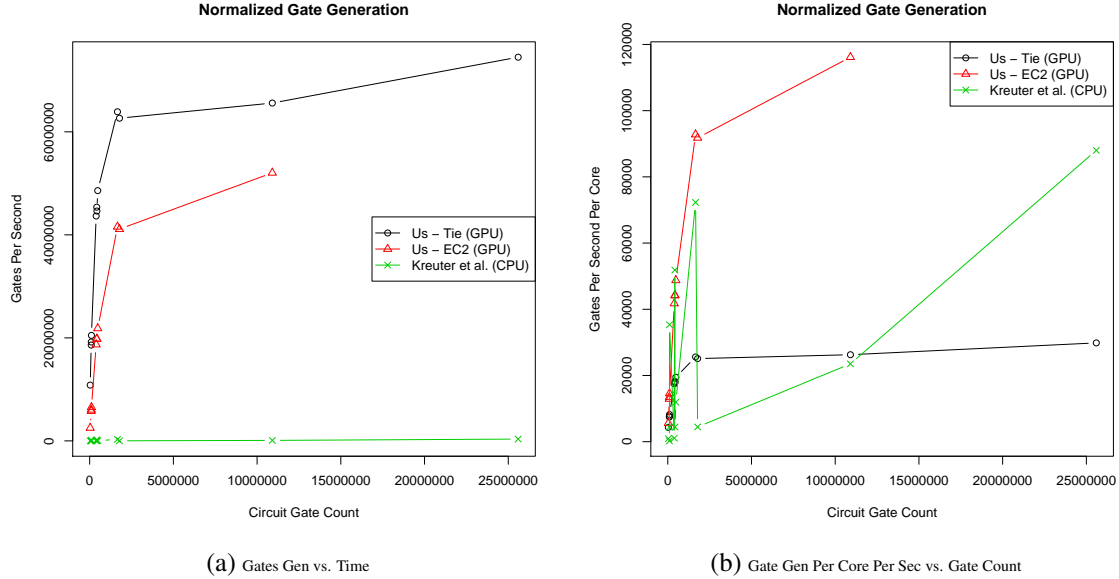 Normalized Gate Generation
Gates Per Second
60000000
40000000
20000000
0
Us − Tie (GPU)
Us − EC2 (GPU)
Kreuter et al. (CPU)
0 5000000 10000000 15000000 20000000 25000000
Circuit Gate Count
(a) Gates Gen vs. Time
Normalized Gate Generation
Gates Per Second Per Core
120000
100000
80000
60000
40000
20000
0
Us − Tie (GPU)
Us − EC2 (GPU)
Kreuter et al. (CPU)
0 5000000 10000000 15000000 20000000 25000000
Circuit Gate Count
(b) Gate Gen Per Core Per Sec vs. Gate Count